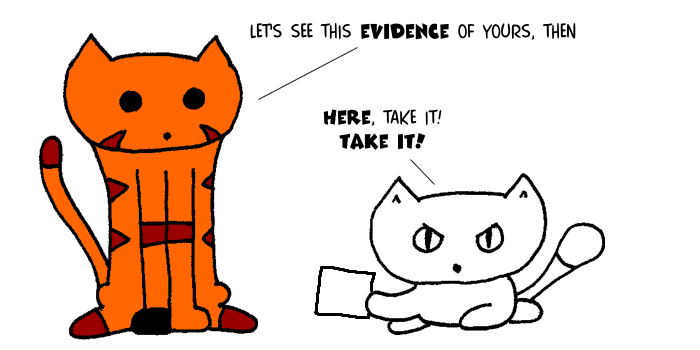 LET'S SEE THIS EVIDENCE OF YOURS, THEN
HERE, TAKE IT!
TAKE IT!